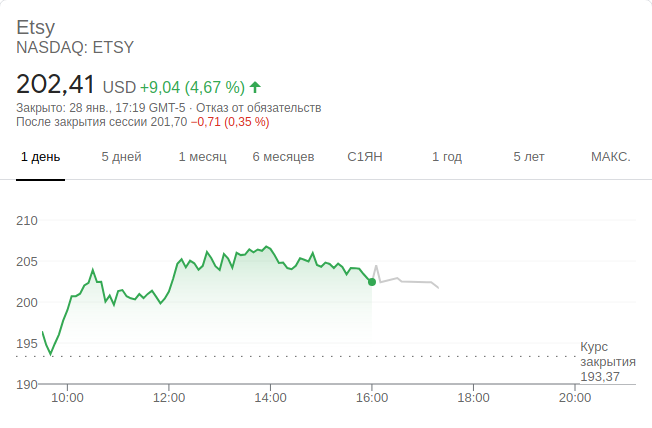 Etsy
NASDAQ: ETSY
202,41 USD +9,04 (4,67 %)
Закрыто: 28 янв., 17:19 GMT-5 · Отказ от обязательств
После закрытия сессии 201,70 −0,71 (0,35 %)
1 день 5 дней 1 месяц 6 месяцев С1ЯН 1 год 5 лет МАКС.
210
205
200
195
Курс
закрытия
193,37
190
10:00 12:00 14:00 16:00 18:00 20:00